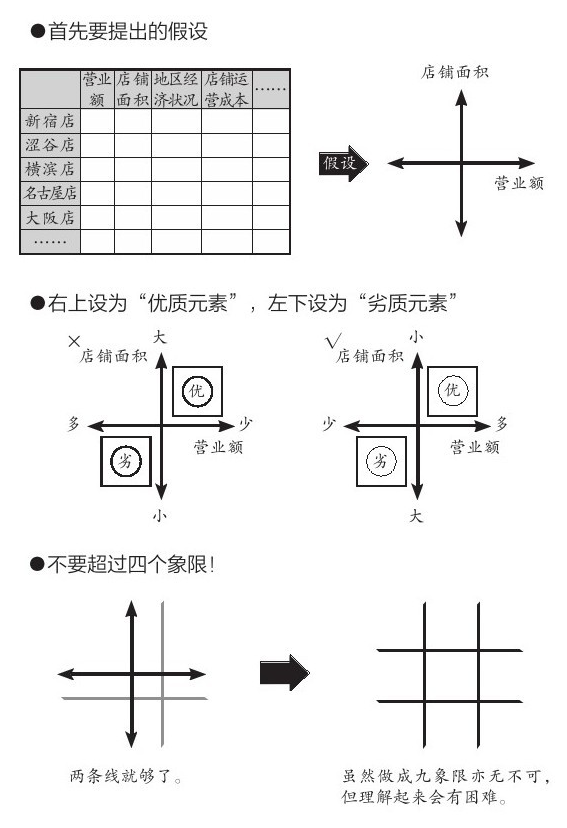 ●首先要提出的假设
营业额 店铺面积 地区经济状况 店铺运营成本 ……
新宿店
涩谷店
横滨店
名古屋店
大阪店
……
假设
店铺面积
营业额
●右上设为“优质元素”，左下设为“劣质元素”
× 大
店铺面积
优
多 少
营业额
劣
小
√ 小
店铺面积
优
少 多
营业额
劣
大
●不要超过四个象限！
两条线就够了。
虽然做成九象限亦无不可，
但理解起来会有困难。